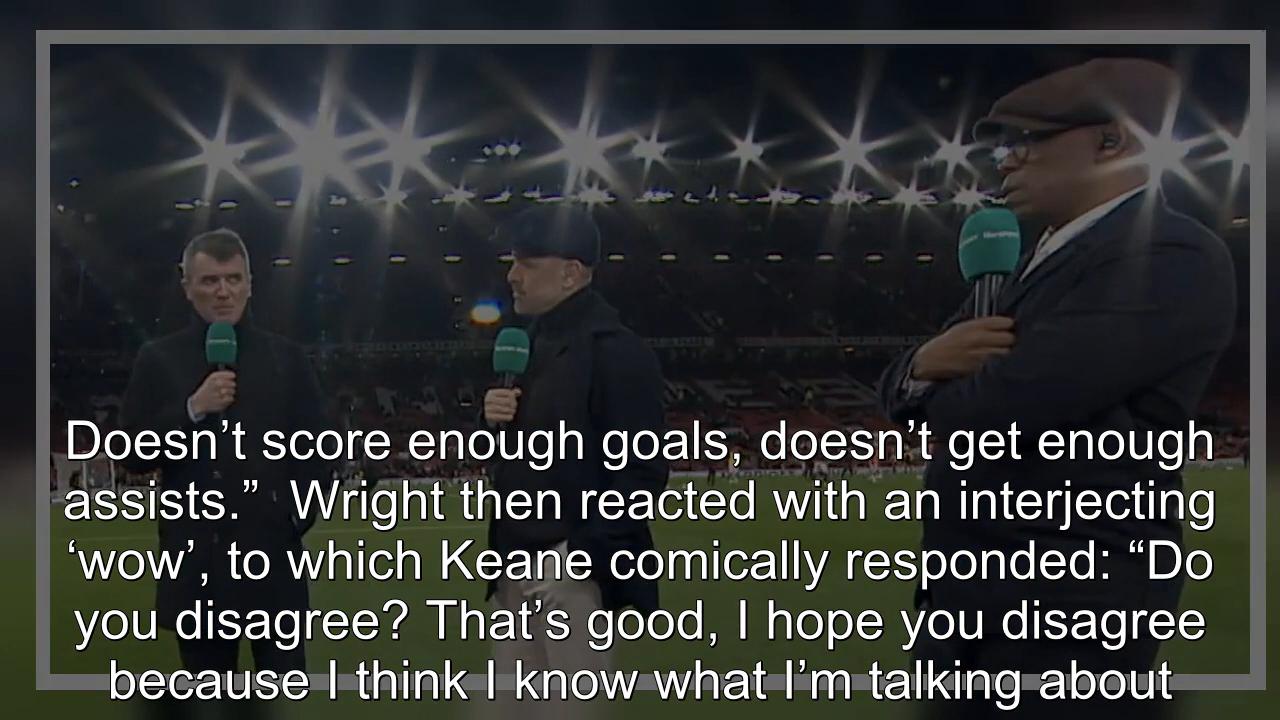 Doesn’t score enough goals, doesn’t get enough
assists.”  Wright then reacted with an interjecting
‘wow’, to which Keane comically responded: “Do
you disagree? That’s good, I hope you disagree
because I think I know what I’m talking about